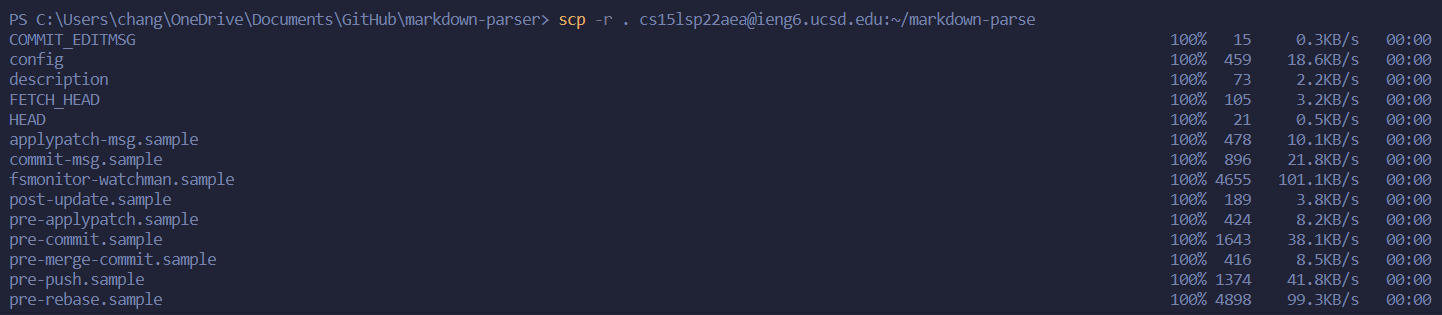 PS C:\Users\chang\OneDrive\Documents\GitHub\markdown-parser> scp -r . cs15lsp22aea@ieng6.ucsd.edu:~/markdown-parse
COMMIT_EDITMSG 100% 15 0.3KB/s 00:00
config 100% 459 18.6KB/s 00:00
description 100% 73 2.2KB/s 00:00
FETCH_HEAD 100% 105 3.2KB/s 00:00
HEAD 100% 21 0.5KB/s 00:00
applypatch-msg.sample 100% 478 10.1KB/s 00:00
commit-msg.sample 100% 896 21.8KB/s 00:00
fsmonitor-watchman.sample 100% 4655 101.1KB/s 00:00
post-update.sample 100% 189 3.8KB/s 00:00
pre-applypatch.sample 100% 424 8.2KB/s 00:00
pre-commit.sample 100% 1643 38.1KB/s 00:00
pre-merge-commit.sample 100% 416 8.5KB/s 00:00
pre-push.sample 100% 1374 41.8KB/s 00:00
pre-rebase.sample 100% 4898 99.3KB/s 00:00